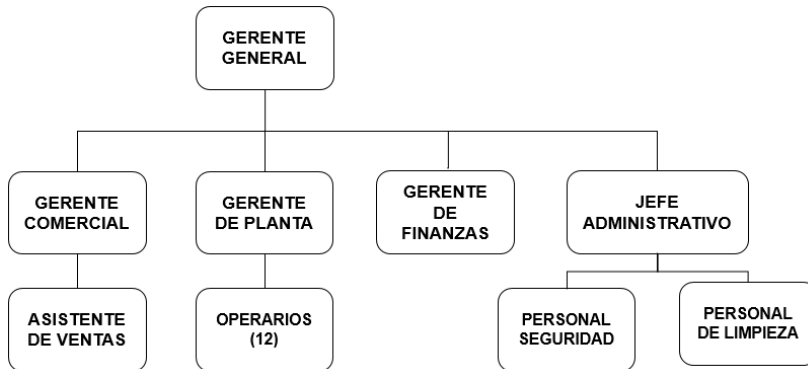 GERENTE
GENERAL
GERENTE
COMERCIAL
GERENTE
DE PLANTA
GERENTE
DE
FINANZAS
JEFE
ADMINISTRATIVO
ASISTENTE
DE VENTAS
OPERARIOS
(12)
PERSONAL
SEGURIDAD
PERSONAL
DE LIMPIEZA